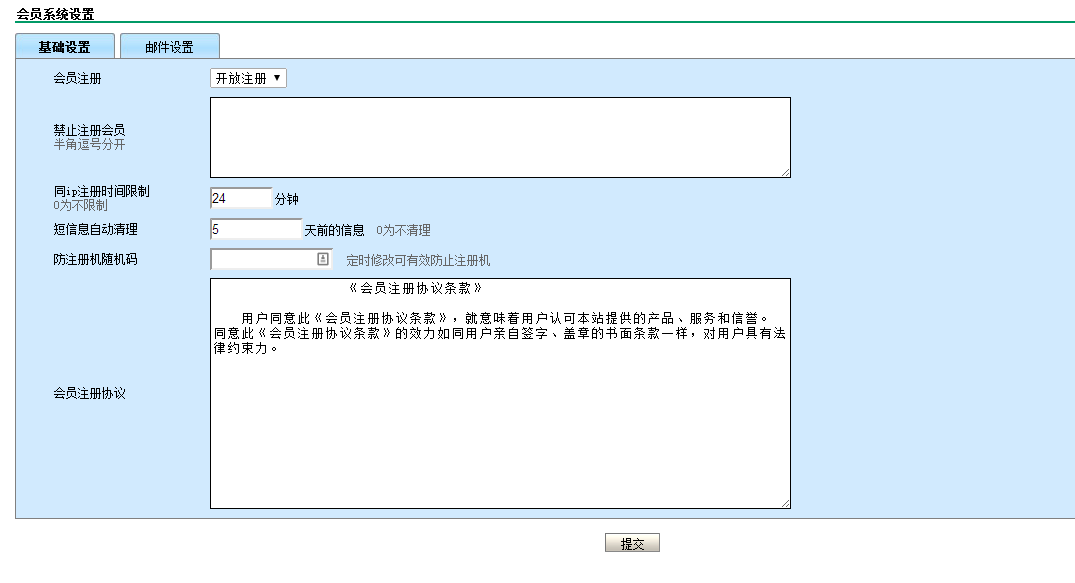 会员系统设置
基础设置
邮件设置
会员注册
开放注册
禁止注册会员
半角逗号分开
同ip注册时间限制
0为不限制
24 分钟
短信息自动清理
5 天前的信息 0为不清理
防注册机随机码
定时修改可有效防止注册机
会员注册协议
《会员注册协议条款》
用户同意此《会员注册协议条款》，就意味着用户认可本站提供的产品、服务和信誉。
同意此《会员注册协议条款》的效力如同用户亲自签字、盖章的书面条款一样，对用户具有法
律约束力。
提交